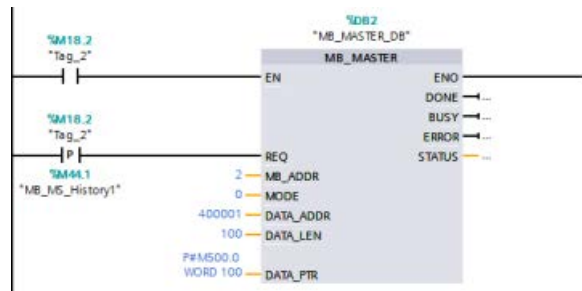 %DB2
"MB_MASTER_DB"
%M18.2
"Tag_2"
MB_MASTER
EN
ENO
DONE
...
BUSY
...
ERROR
...
%M18.2
"Tag_2"
P
REQ
STATUS
...
%M44.1
"MB_MS_History1"
2
MB_ADDR
0
MODE
400001
DATA_ADDR
100
DATA_LEN
P#M500.0
WORD 100
DATA_PTR